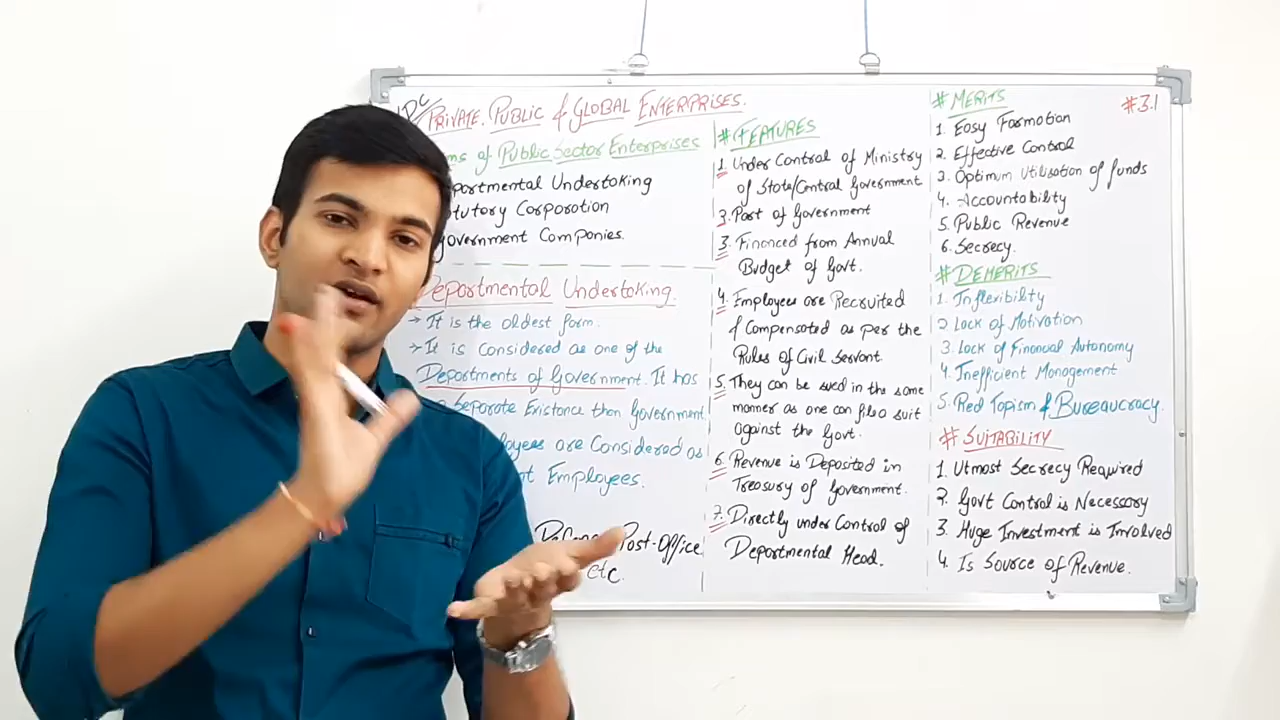 PRIVATE. PUBLIC & GLOBAL ENTERPRISES.
of Public Sector Enterprises
Undertaking
Corporation
Government Companies.
Departmental Undertaking.
→ It is the oldest form.
→ It is considered as one of the
Departments of Government. It has
Separate Existance than Government
are Considered as
Employees.
Post-Office
etc.
# FEATURES
1. Under Control of Ministry
of State/Central Government
2. Part of Government
3. Financed from Annual
Budget of Govt.
4. Employees are Recruited
& Compensated as per the
Rules of Civil Servant
5. They can be sued in the same
manner as one can file suit
against the Govt.
6. Revenue is Deposited in
Treasury of Government.
7. Directly under Control of
Departmental Head.
# MERITS
#3.1
1. Easy Formation
2. Effective Control
3. Optimum Utilisation of funds
4. Accountability
5. Public Revenue
6. Secrecy.
# DEMERITS
1. Inflexibilty
2. Lack of Motivation
3. Lack of Financial Autonomy
4. Inefficient Management
5. Red Tapism & Bureaucracy.
# SUITABILITY
1. Utmost Secrecy Required
2. Govt Control is Necessory
3. Huge Investment is Involved
4. Is Source of Revenue.